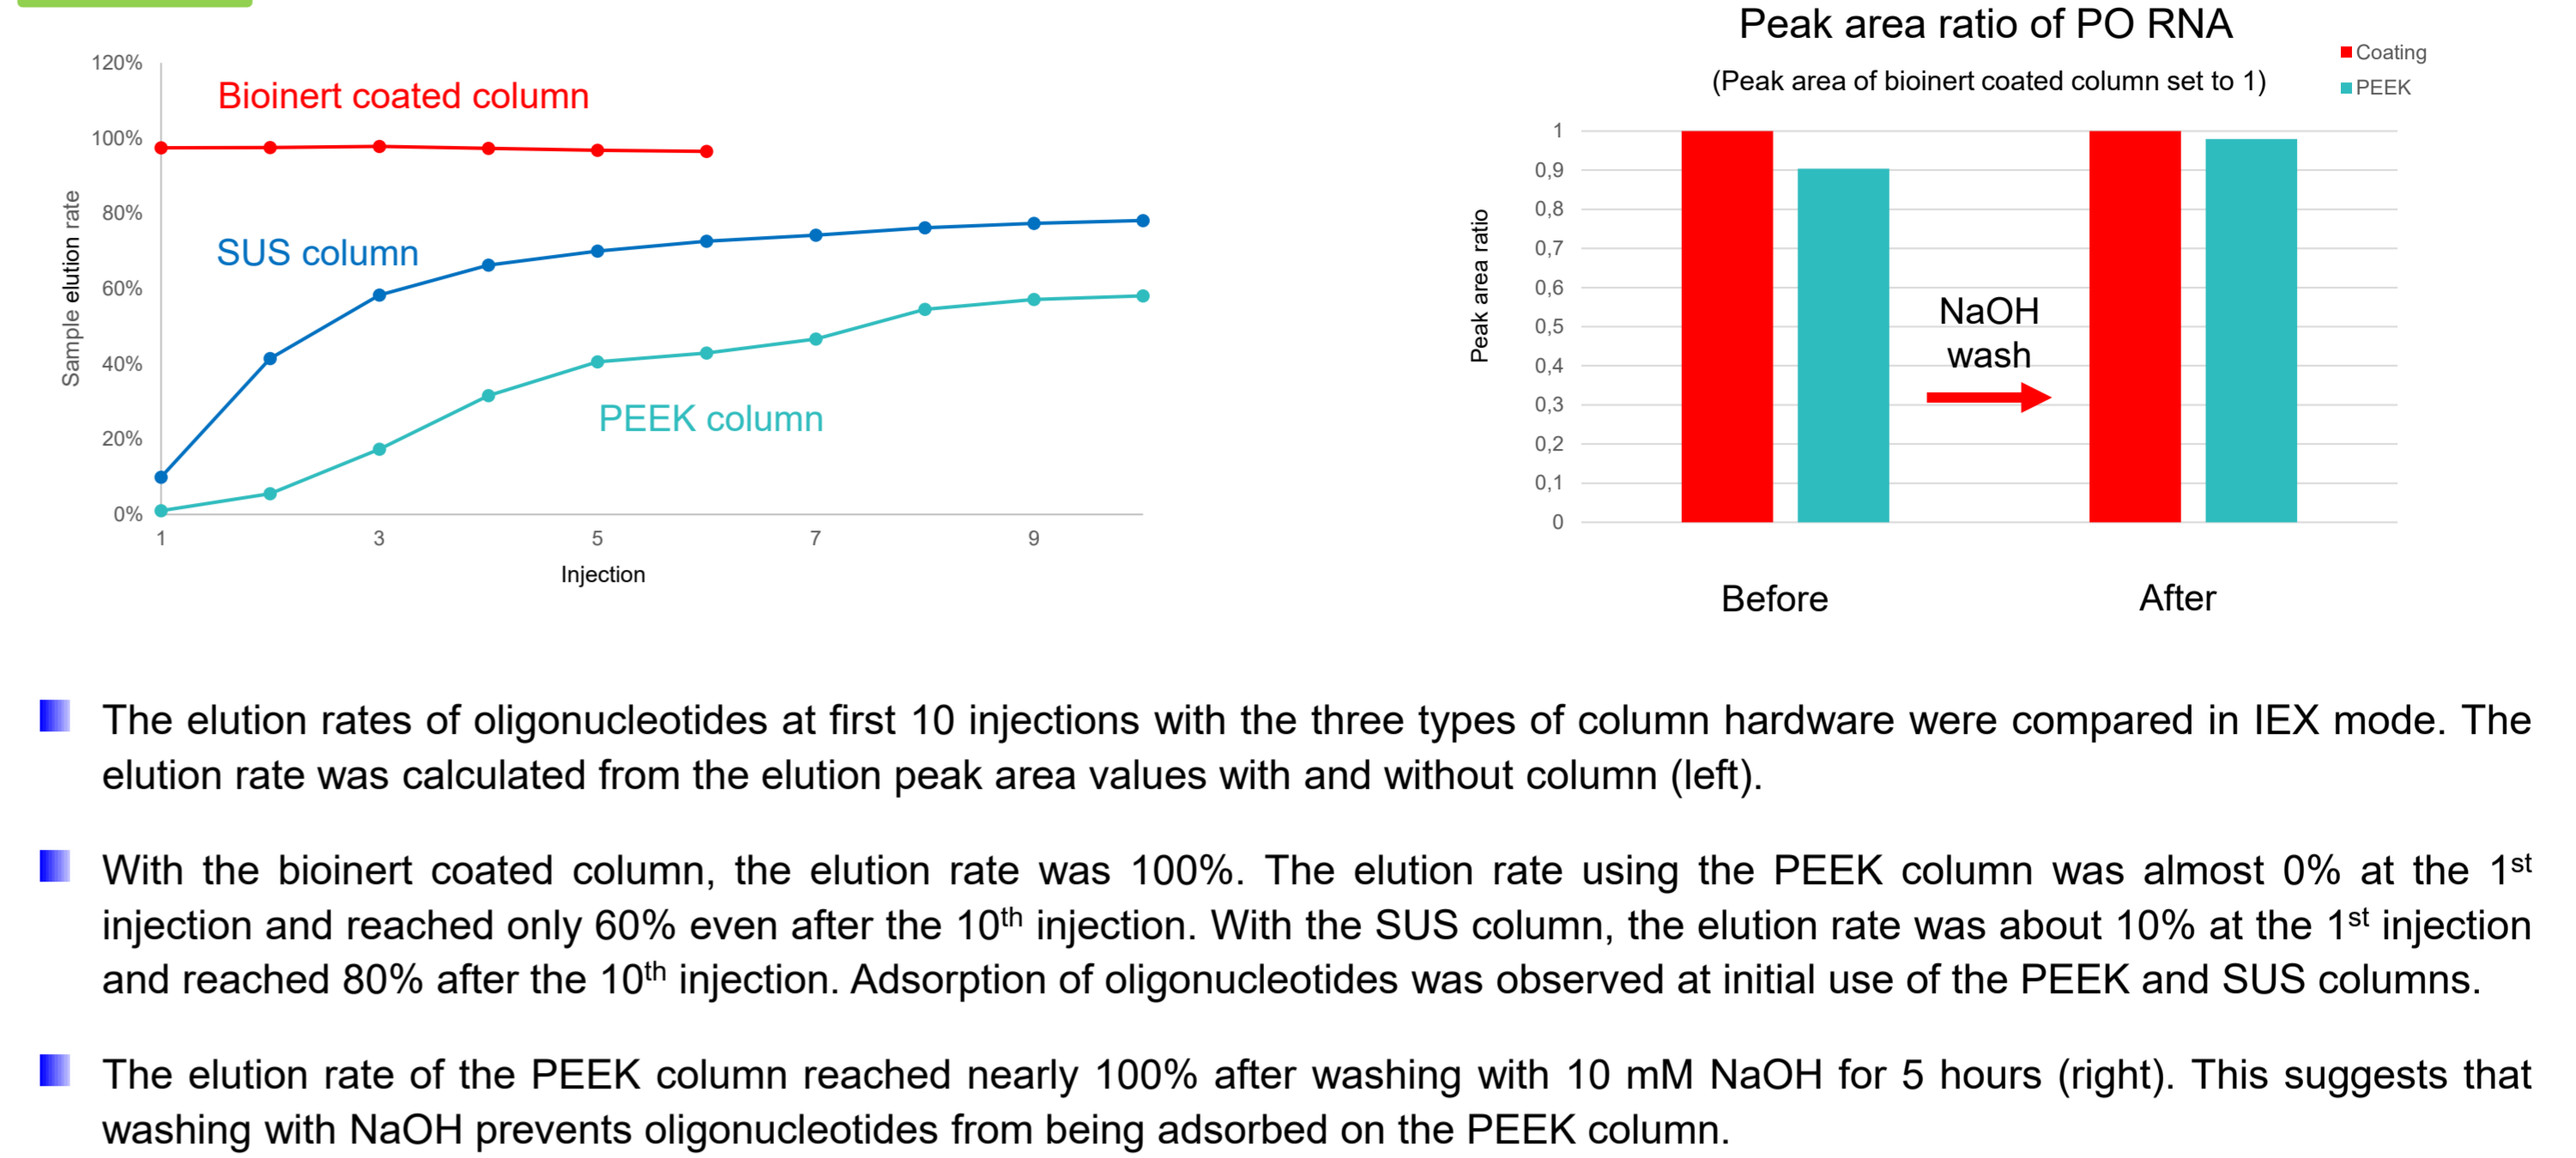 120%
100%
80%
60%
40%
20%
0%
Sample elution rate
Bioinert coated column
SUS column
PEEK column
1
3
5
7
9
Injection
Peak area ratio of PO RNA
(Peak area of bioinert coated column set to 1)
Coating
PEEK
1
0,9
0,8
0,7
0,6
0,5
0,4
0,3
0,2
0,1
0
Peak area ratio
NaOH
wash
Before
After
The elution rates of oligonucleotides at first 10 injections with the three types of column hardware were compared in IEX mode. The
elution rate was calculated from the elution peak area values with and without column (left).
With the bioinert coated column, the elution rate was 100%. The elution rate using the PEEK column was almost 0% at the 1st
injection and reached only 60% even after the 10th injection. With the SUS column, the elution rate was about 10% at the 1st injection
and reached 80% after the 10th injection. Adsorption of oligonucleotides was observed at initial use of the PEEK and SUS columns.
The elution rate of the PEEK column reached nearly 100% after washing with 10 mM NaOH for 5 hours (right). This suggests that
washing with NaOH prevents oligonucleotides from being adsorbed on the PEEK column.